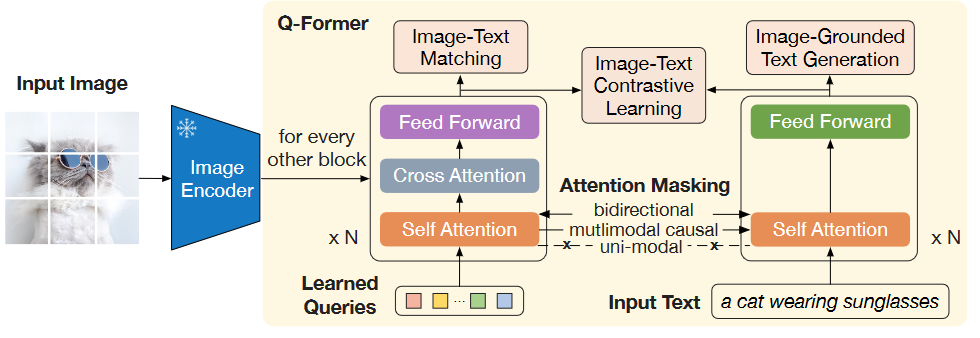 Q-Former
Image-Text
Matching
Image-Text
Contrastive
Learning
Image-Grounded
Text Generation
Input Image
Image
Encoder
for every
other block
Feed Forward
Cross Attention
Self Attention
x N
Attention Masking
bidirectional
mutlimodal causal
x uni-modal x
Feed Forward
Self Attention
x N
Learned
Queries
...
Input Text
a cat wearing sunglasses